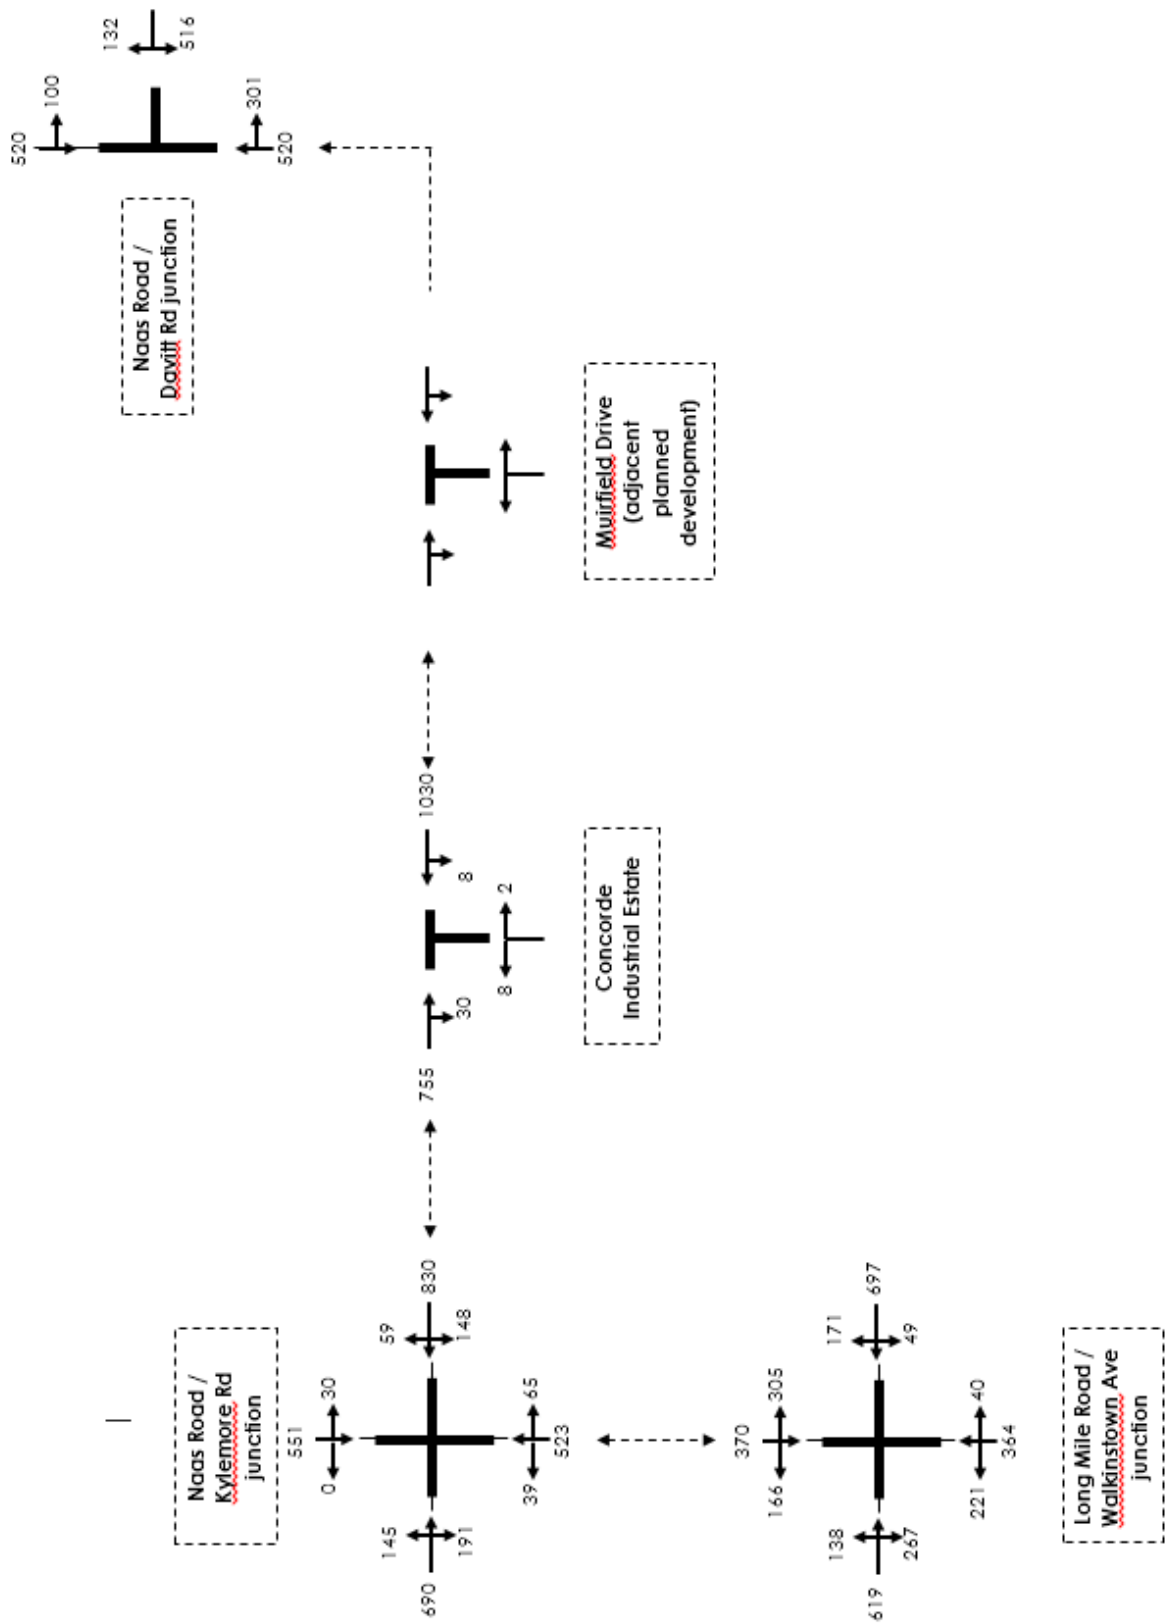 Naas Road /
Kylemore Rd
junction
551
0
30
145
690
191
59
830
148
39
65
523
Long Mile Road /
Walkinstown Ave
junction
370
166
305
138
619
267
171
697
49
221
40
364
Concorde
Industrial Estate
755
30
1030
8
8
2
Muirfield Drive
(adjacent
planned
development)
Naas Road /
Davitt Rd junction
520
100
132
516
301
520